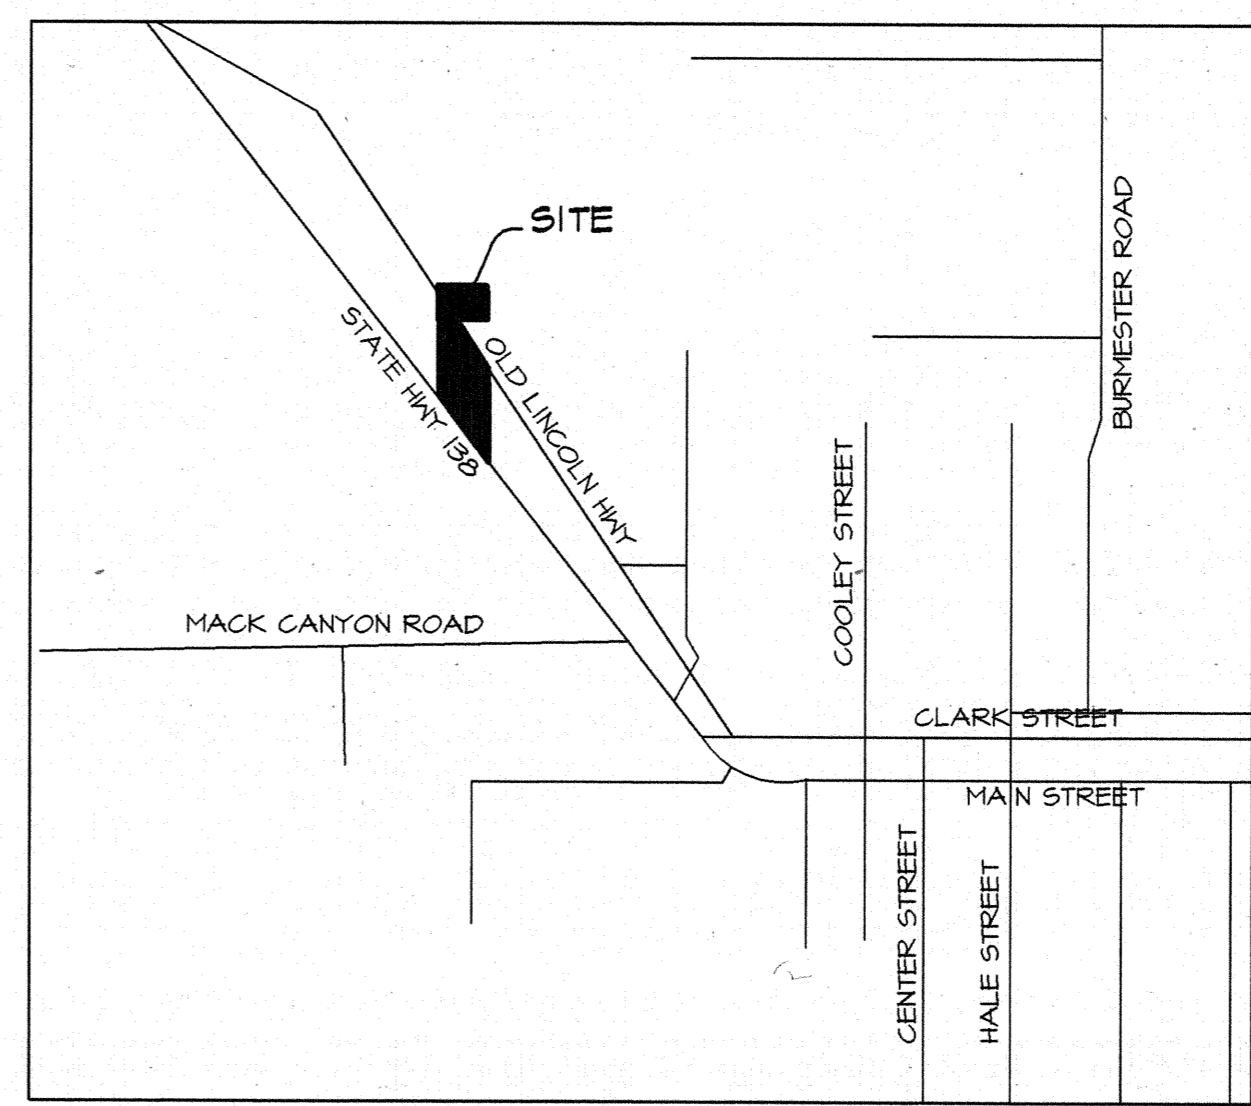 SITE
BURMESTER ROAD
STATE HWY 138
OLD LINCOLN HWY
COOLEY STREET
MACK CANYON ROAD
CLARK STREET
MAIN STREET
CENTER STREET
HALE STREET